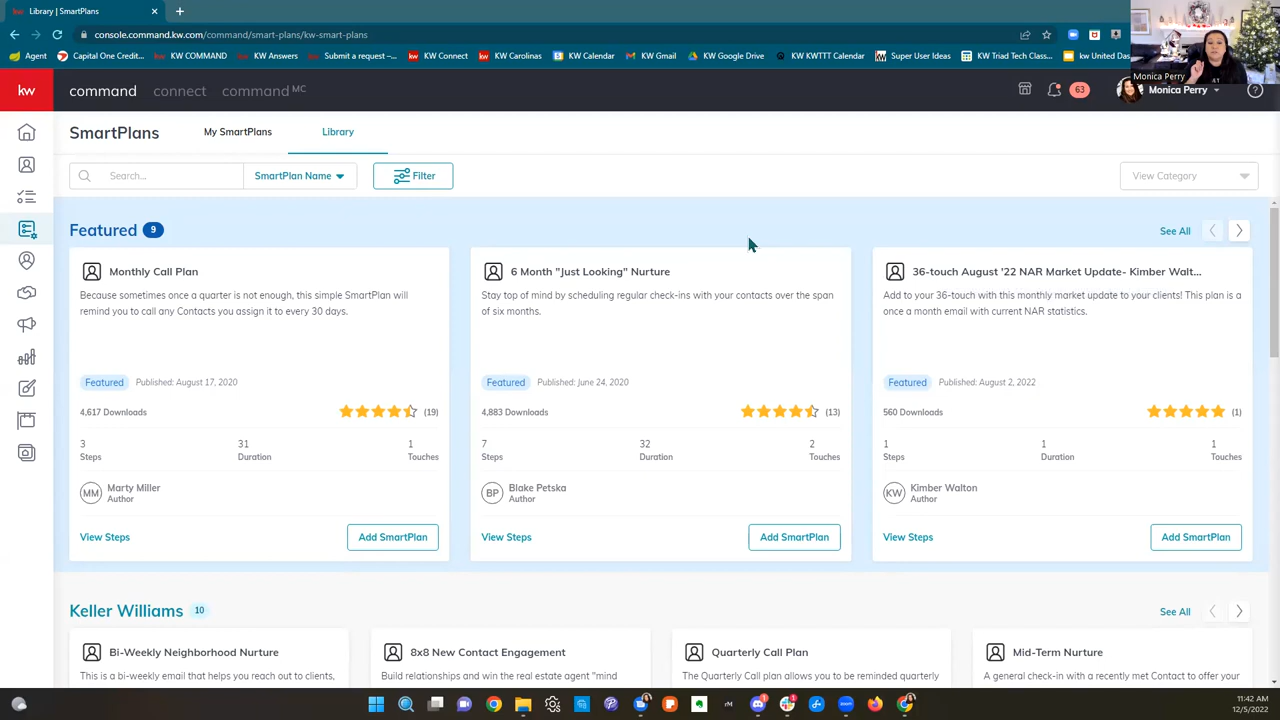 Library | SmartPlans
console.command.kw.com/command/smart-plans/kw-smart-plans
Agent
Capital One Credit...
KW COMMAND
KW Answers
Submit a request –...
KW Connect
KW Carolinas
KW Calendar
KW Gmail
KW Google Drive
KW KWTTT Calendar
Super User Ideas
KW Triad Tech Class...
kw United Das
Monica Perry
kw
command
connect
command MC
63
Monica Perry
SmartPlans
My SmartPlans
Library
Search...
SmartPlan Name
Filter
View Category
Featured 9
See All
Monthly Call Plan
Because sometimes once a quarter is not enough, this simple SmartPlan will
remind you to call any Contacts you assign it to every 30 days.
Featured
Published: August 17, 2020
4,617 Downloads
(19)
3
31
1
Steps
Duration
Touches
MM
Marty Miller
Author
View Steps
Add SmartPlan
6 Month "Just Looking" Nurture
Stay top of mind by scheduling regular check-ins with your contacts over the span
of six months.
Featured
Published: June 24, 2020
4,883 Downloads
(13)
7
32
2
Steps
Duration
Touches
BP
Blake Petska
Author
View Steps
Add SmartPlan
36-touch August '22 NAR Market Update- Kimber Walt...
Add to your 36-touch with this monthly market update to your clients! This plan is a
once a month email with current NAR statistics.
Featured
Published: August 2, 2022
560 Downloads
(1)
1
1
1
Steps
Duration
Touches
KW
Kimber Walton
Author
View Steps
Add SmartPlan
Keller Williams 10
See All
Bi-Weekly Neighborhood Nurture
This is a bi-weekly email that helps you reach out to clients,
8x8 New Contact Engagement
Build relationships and win the real estate agent "mind
Quarterly Call Plan
The Quarterly Call plan allows you to be reminded quarterly
Mid-Term Nurture
A general check-in with a recently met Contact to offer your
11:42 AM
12/5/2022